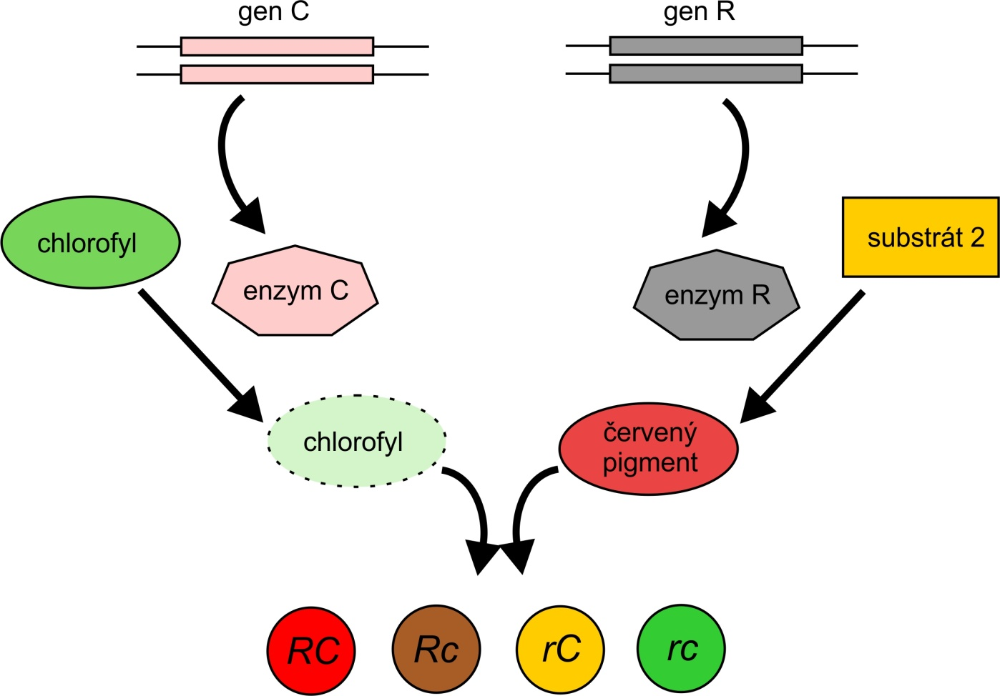 gen C
gen R
chlorofyl
substrát 2
enzym C
enzym R
chlorofyl
červený
pigment
RC
Rc
rC
rc